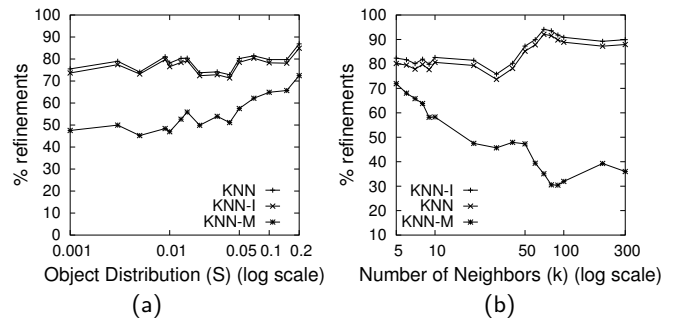 100
90
80
70
60
50
40
30
20
10
0
% refinements
KNN
KNN-I
KNN-M
0.001 0.01 0.05 0.1 0.2
Object Distribution (S) (log scale)
(a)
100
90
80
70
60
50
40
30
20
10
% refinements
KNN-I
KNN
KNN-M
5 10 50 100 300
Number of Neighbors (k) (log scale)
(b)